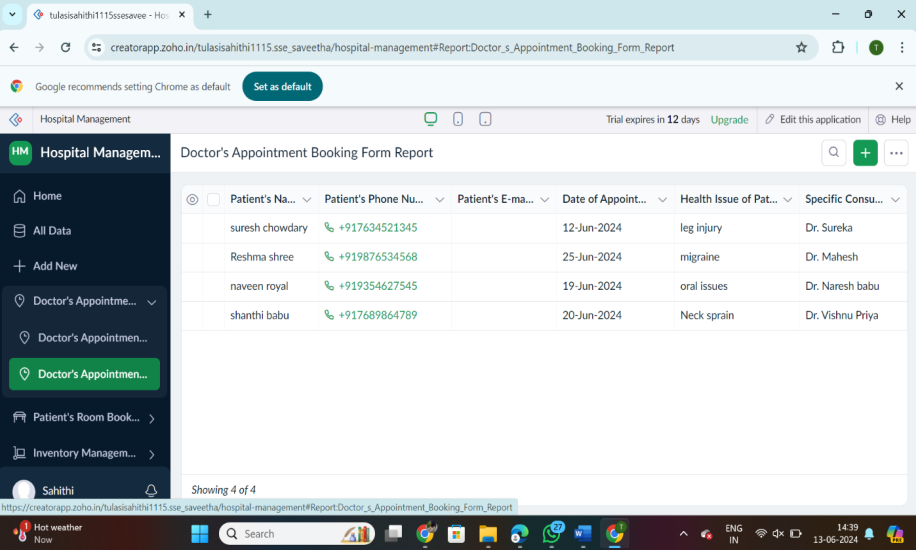 tulasisahithi1115ssesavee - Hos
creatorapp.zoho.in/tulasisahithi1115.sse_saveetha/hospital-management#Report:Doctor_s_Appointment_Booking_Form_Report
T
Google recommends setting Chrome as default
Set as default
Hospital Management
Trial expires in 12 days Upgrade
Edit this application
Help
HM Hospital Managem...
Doctor's Appointment Booking Form Report
Home
All Data
Add New
Doctor's Appointme...
Doctor's Appointmen...
Doctor's Appointmen...
Patient's Room Book...
Inventory Managem...
Sahithi
Patient's Na... Patient's Phone Nu... Patient's E-ma... Date of Appoint... Health Issue of Pat... Specific Consu...
suresh chowdary +917634521345 12-Jun-2024 leg injury Dr. Sureka
Reshma shree +919876534568 25-Jun-2024 migraine Dr. Mahesh
naveen royal +919354627545 19-Jun-2024 oral issues Dr. Naresh babu
shanthi babu +917689864789 20-Jun-2024 Neck sprain Dr. Vishnu Priya
Showing 4 of 4
https://creatorapp.zoho.in/tulasisahithi1115.sse_saveetha/hospital-management#Report:Doctor_s_Appointment_Booking_Form_Report
1
Hot weather
Now
Search
27
T
ENG
IN
14:39
13-06-2024